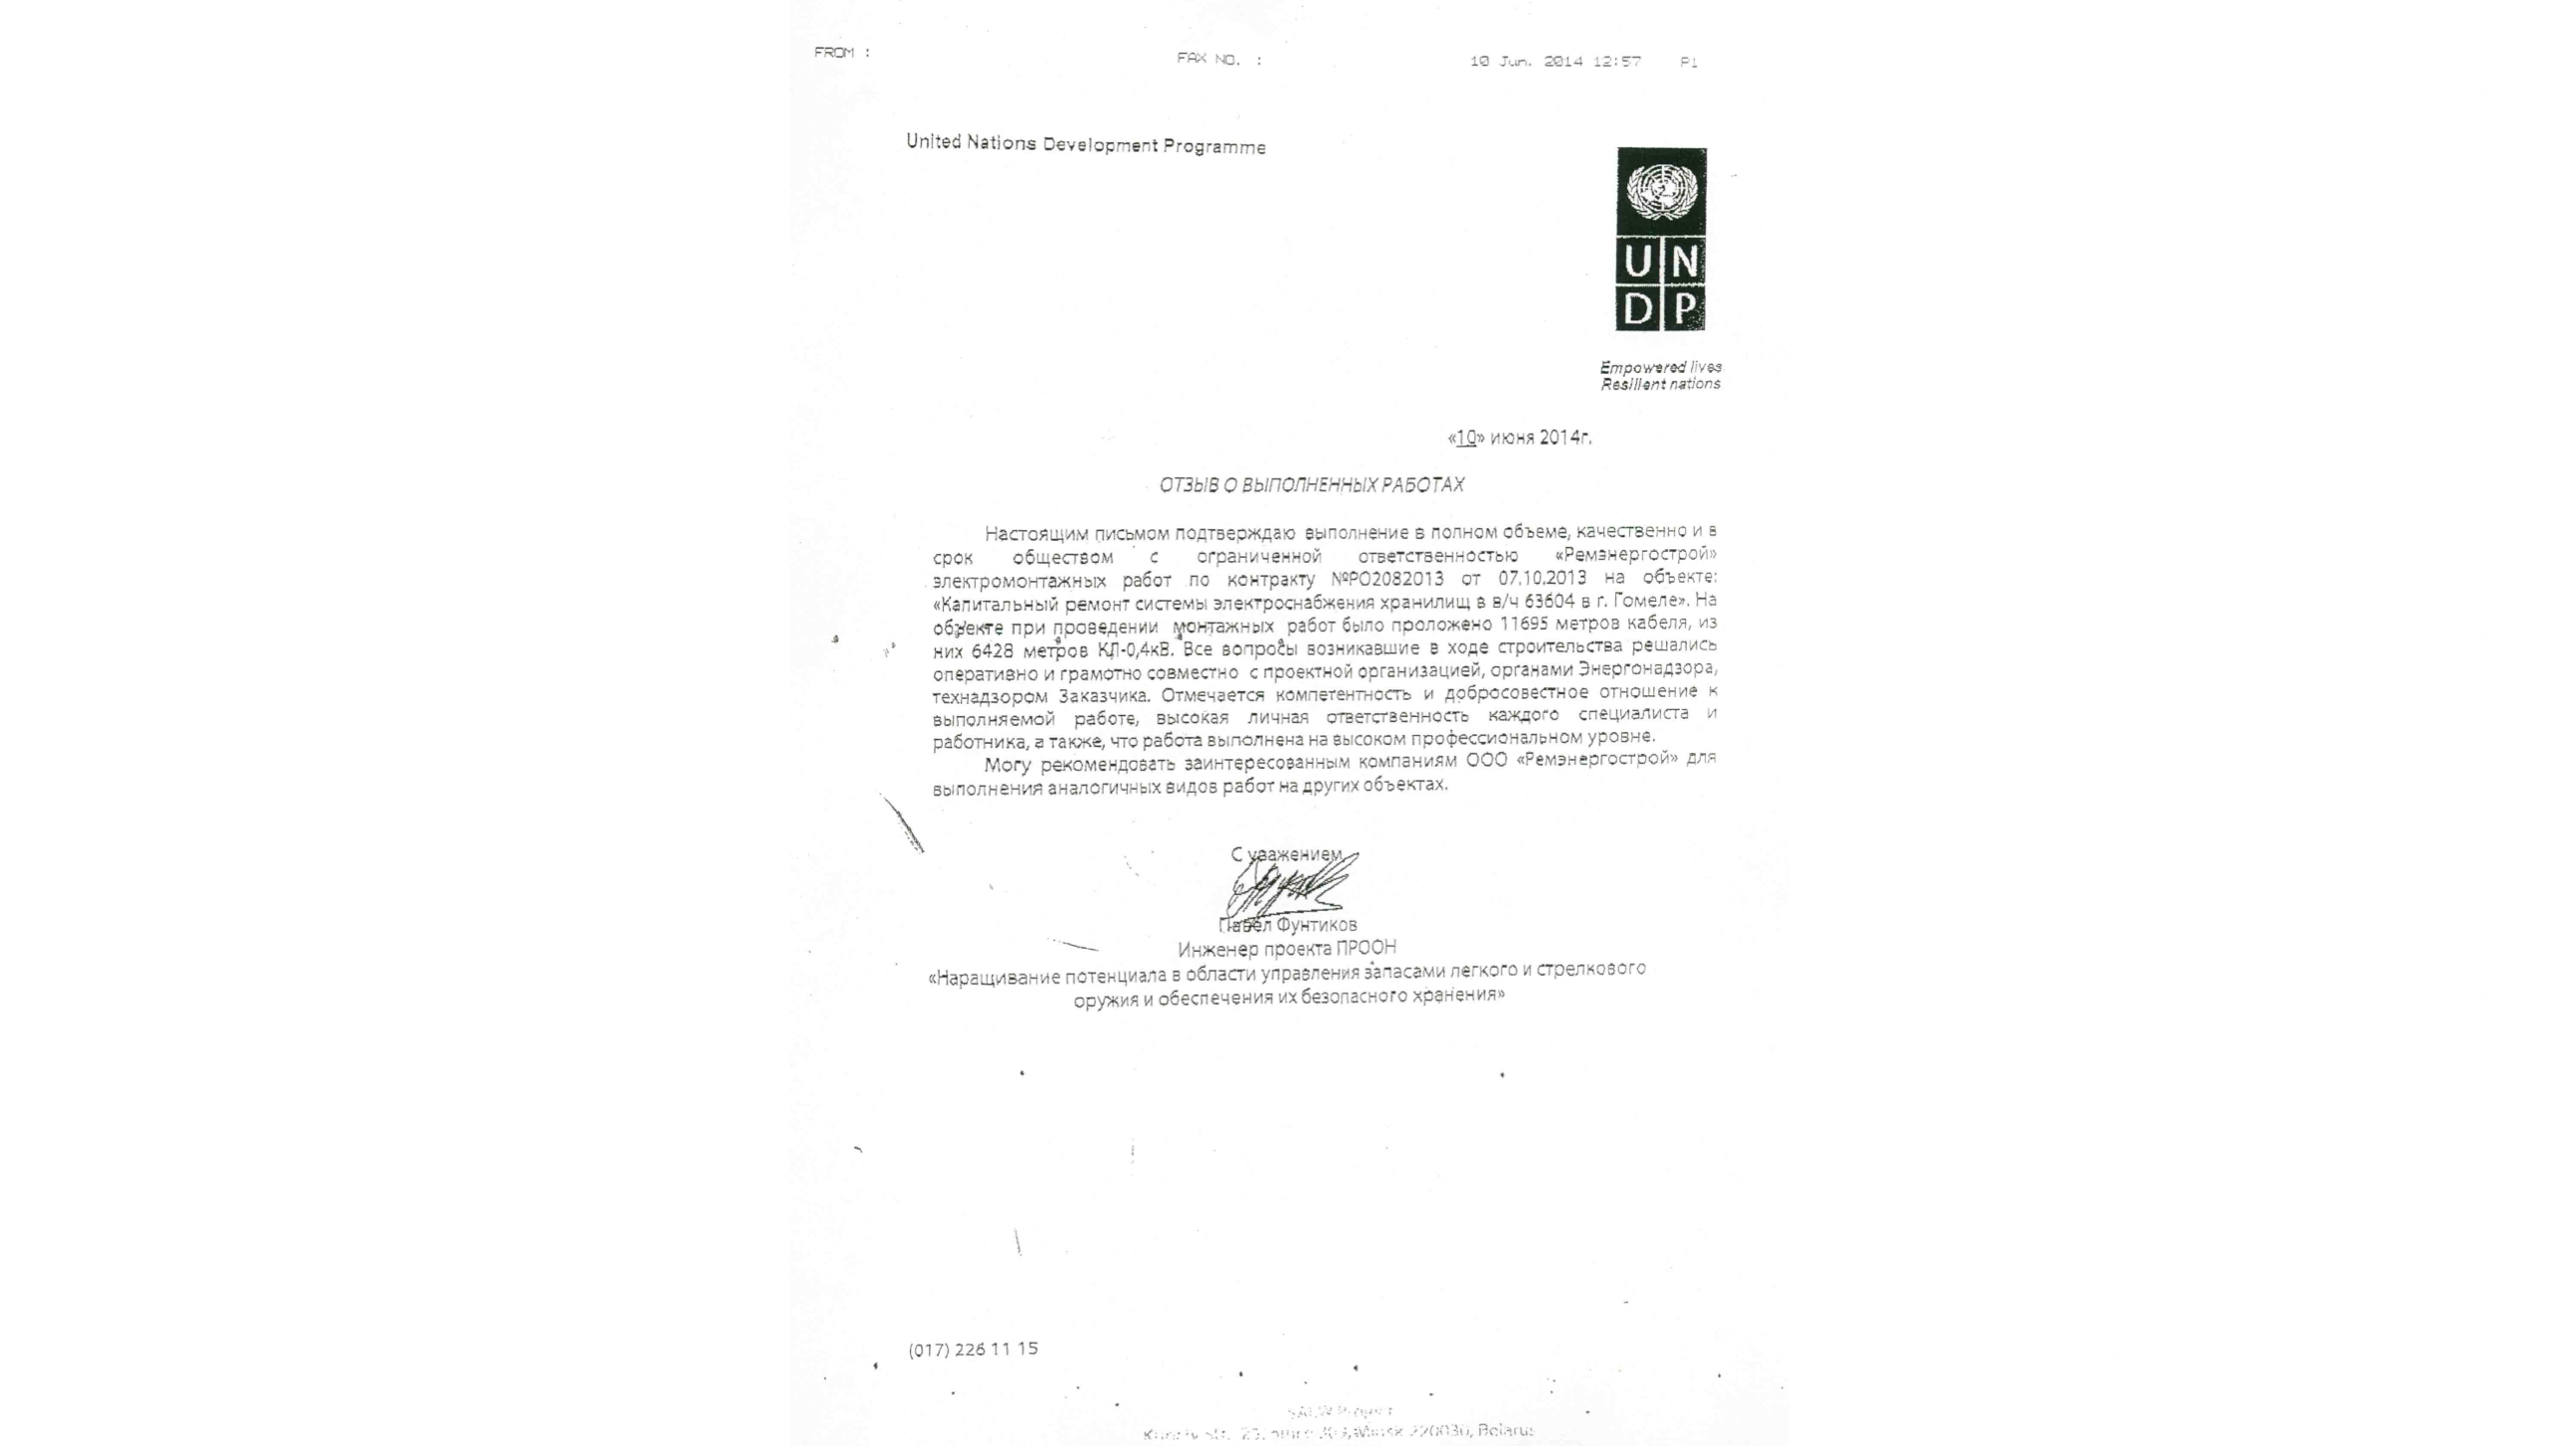 FROM :
FAX NO. :
10 Jun. 2014 12:57 P1
United Nations Development Programme
U N
D P
Empowered lives
Resilient nations
«10» июня 2014г.
ОТЗЫВ О ВЫПОЛНЕННЫХ РАБОТАХ
Настоящим письмом подтверждаю выполнение в полном объеме, качественно и в
срок обществом с ограниченной ответственностью «Ремэнергострой»
электромонтажных работ по контракту №РО2082013 от 07.10.2013 на объекте:
«Капитальный ремонт системы электроснабжения хранилищ в в/ч 63604 в г. Гомеле». На
объекте при проведении монтажных работ было проложено 11695 метров кабеля, из
них 6428 метров КЛ-0,4кВ. Все вопросы возникавшие в ходе строительства решались
оперативно и грамотно совместно с проектной организацией, органами Энергонадзора,
технадзором Заказчика. Отмечается компетентность и добросовестное отношение к
выполняемой работе, высокая личная ответственность каждого специалиста и
работника, а также, что работа выполнена на высоком профессиональном уровне.
Могу рекомендовать заинтересованным компаниям ООО «Ремэнергострой» для
выполнения аналогичных видов работ на других объектах.
С уважением,
Павел Фунтиков
Инженер проекта ПРООН
«Наращивание потенциала в области управления запасами легкого и стрелкового
оружия и обеспечения их безопасного хранения»
(017) 226 11 15
SALW Project
Str., 23, Minsk 220030, Belarus